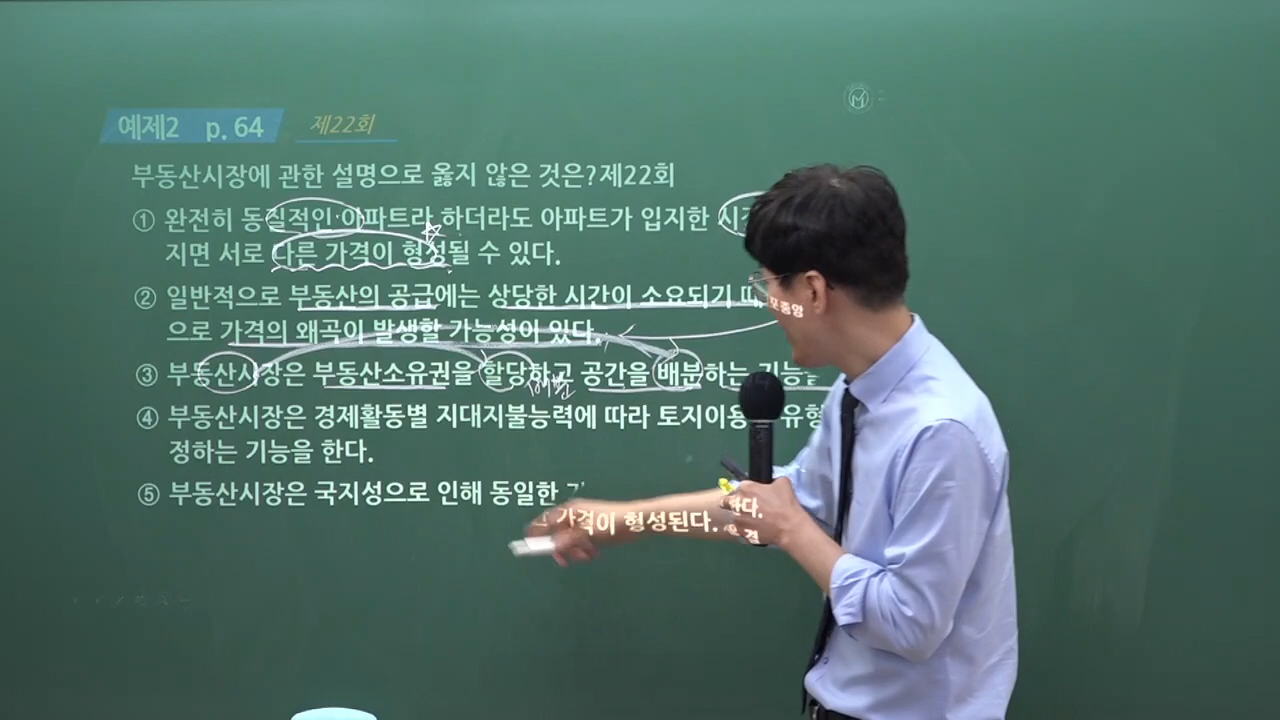 예제2 p. 64 제22회
부동산시장에 관한 설명으로 옳지 않은 것은?제22회
① 완전히 동질적인 아파트라 하더라도 아파트가 입지한
지면 서로 다른 가격이 형성될 수 있다.
② 일반적으로 부동산의 공급에는 상당한 시간이 소요되기
으로 가격의 왜곡이 발생할 가능성이 있다.
③ 부동산시장은 부동산소유권을 할당하고 공간을 배분하는 기능을
④ 부동산시장은 경제활동별 지대지불능력에 따라 토지이용 유형
정하는 기능을 한다.
⑤ 부동산시장은 국지성으로 인해 동일한
가격이 형성된다.